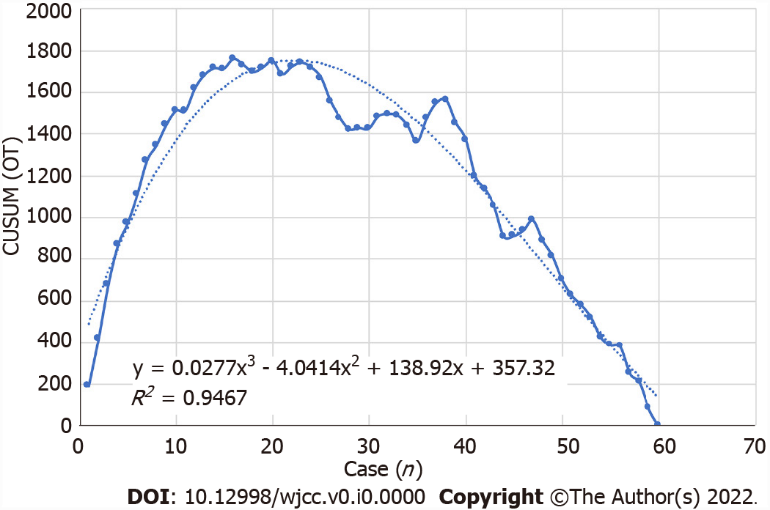 2000
1800
1600
1400
1200
1000
800
600
400
200
0
CUSUM (OT)
y = 0.0277x³ - 4.0414x² + 138.92x + 357.32
R² = 0.9467
0 10 20 30 40 50 60 70
Case (n)
DOI: 10.12998/wjcc.v0.i0.0000 Copyright ©The Author(s) 2022.